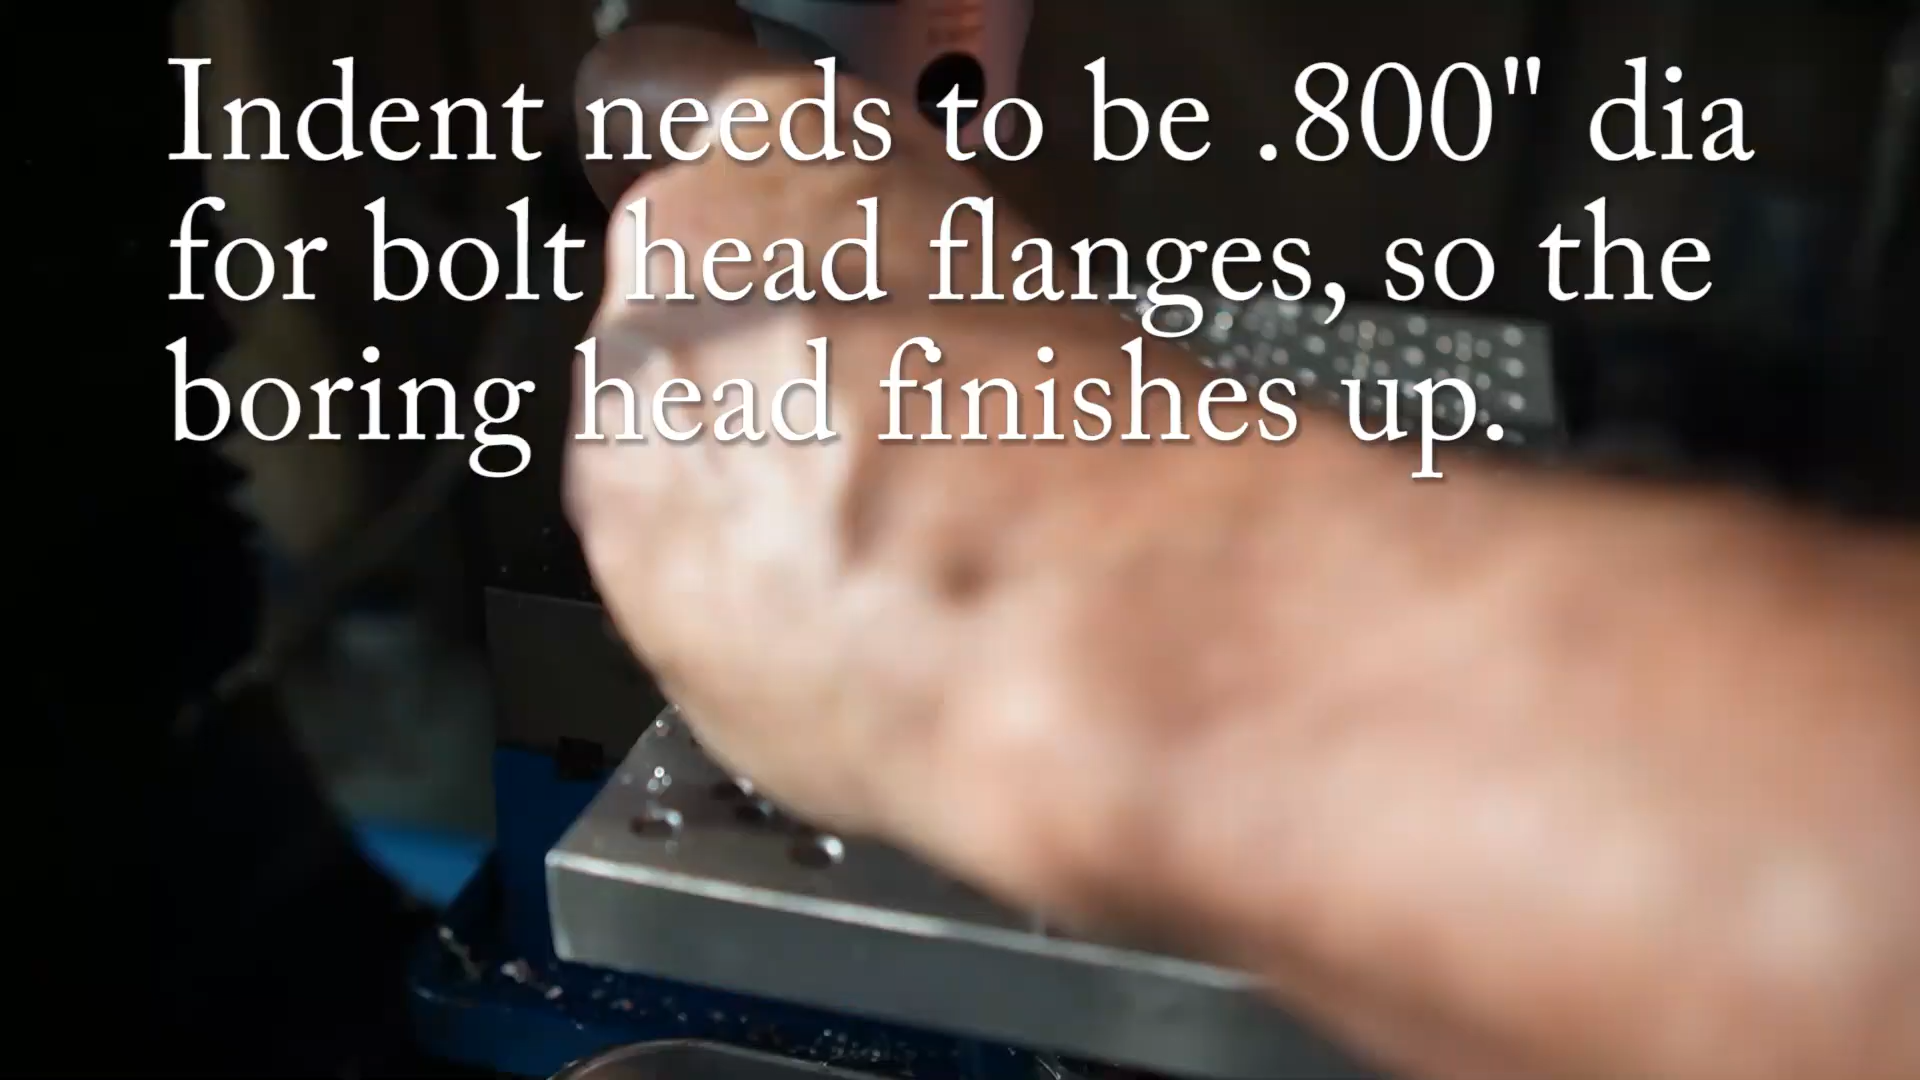 Indent needs to be .800" dia
for bolt head flanges, so the
boring head finishes up.